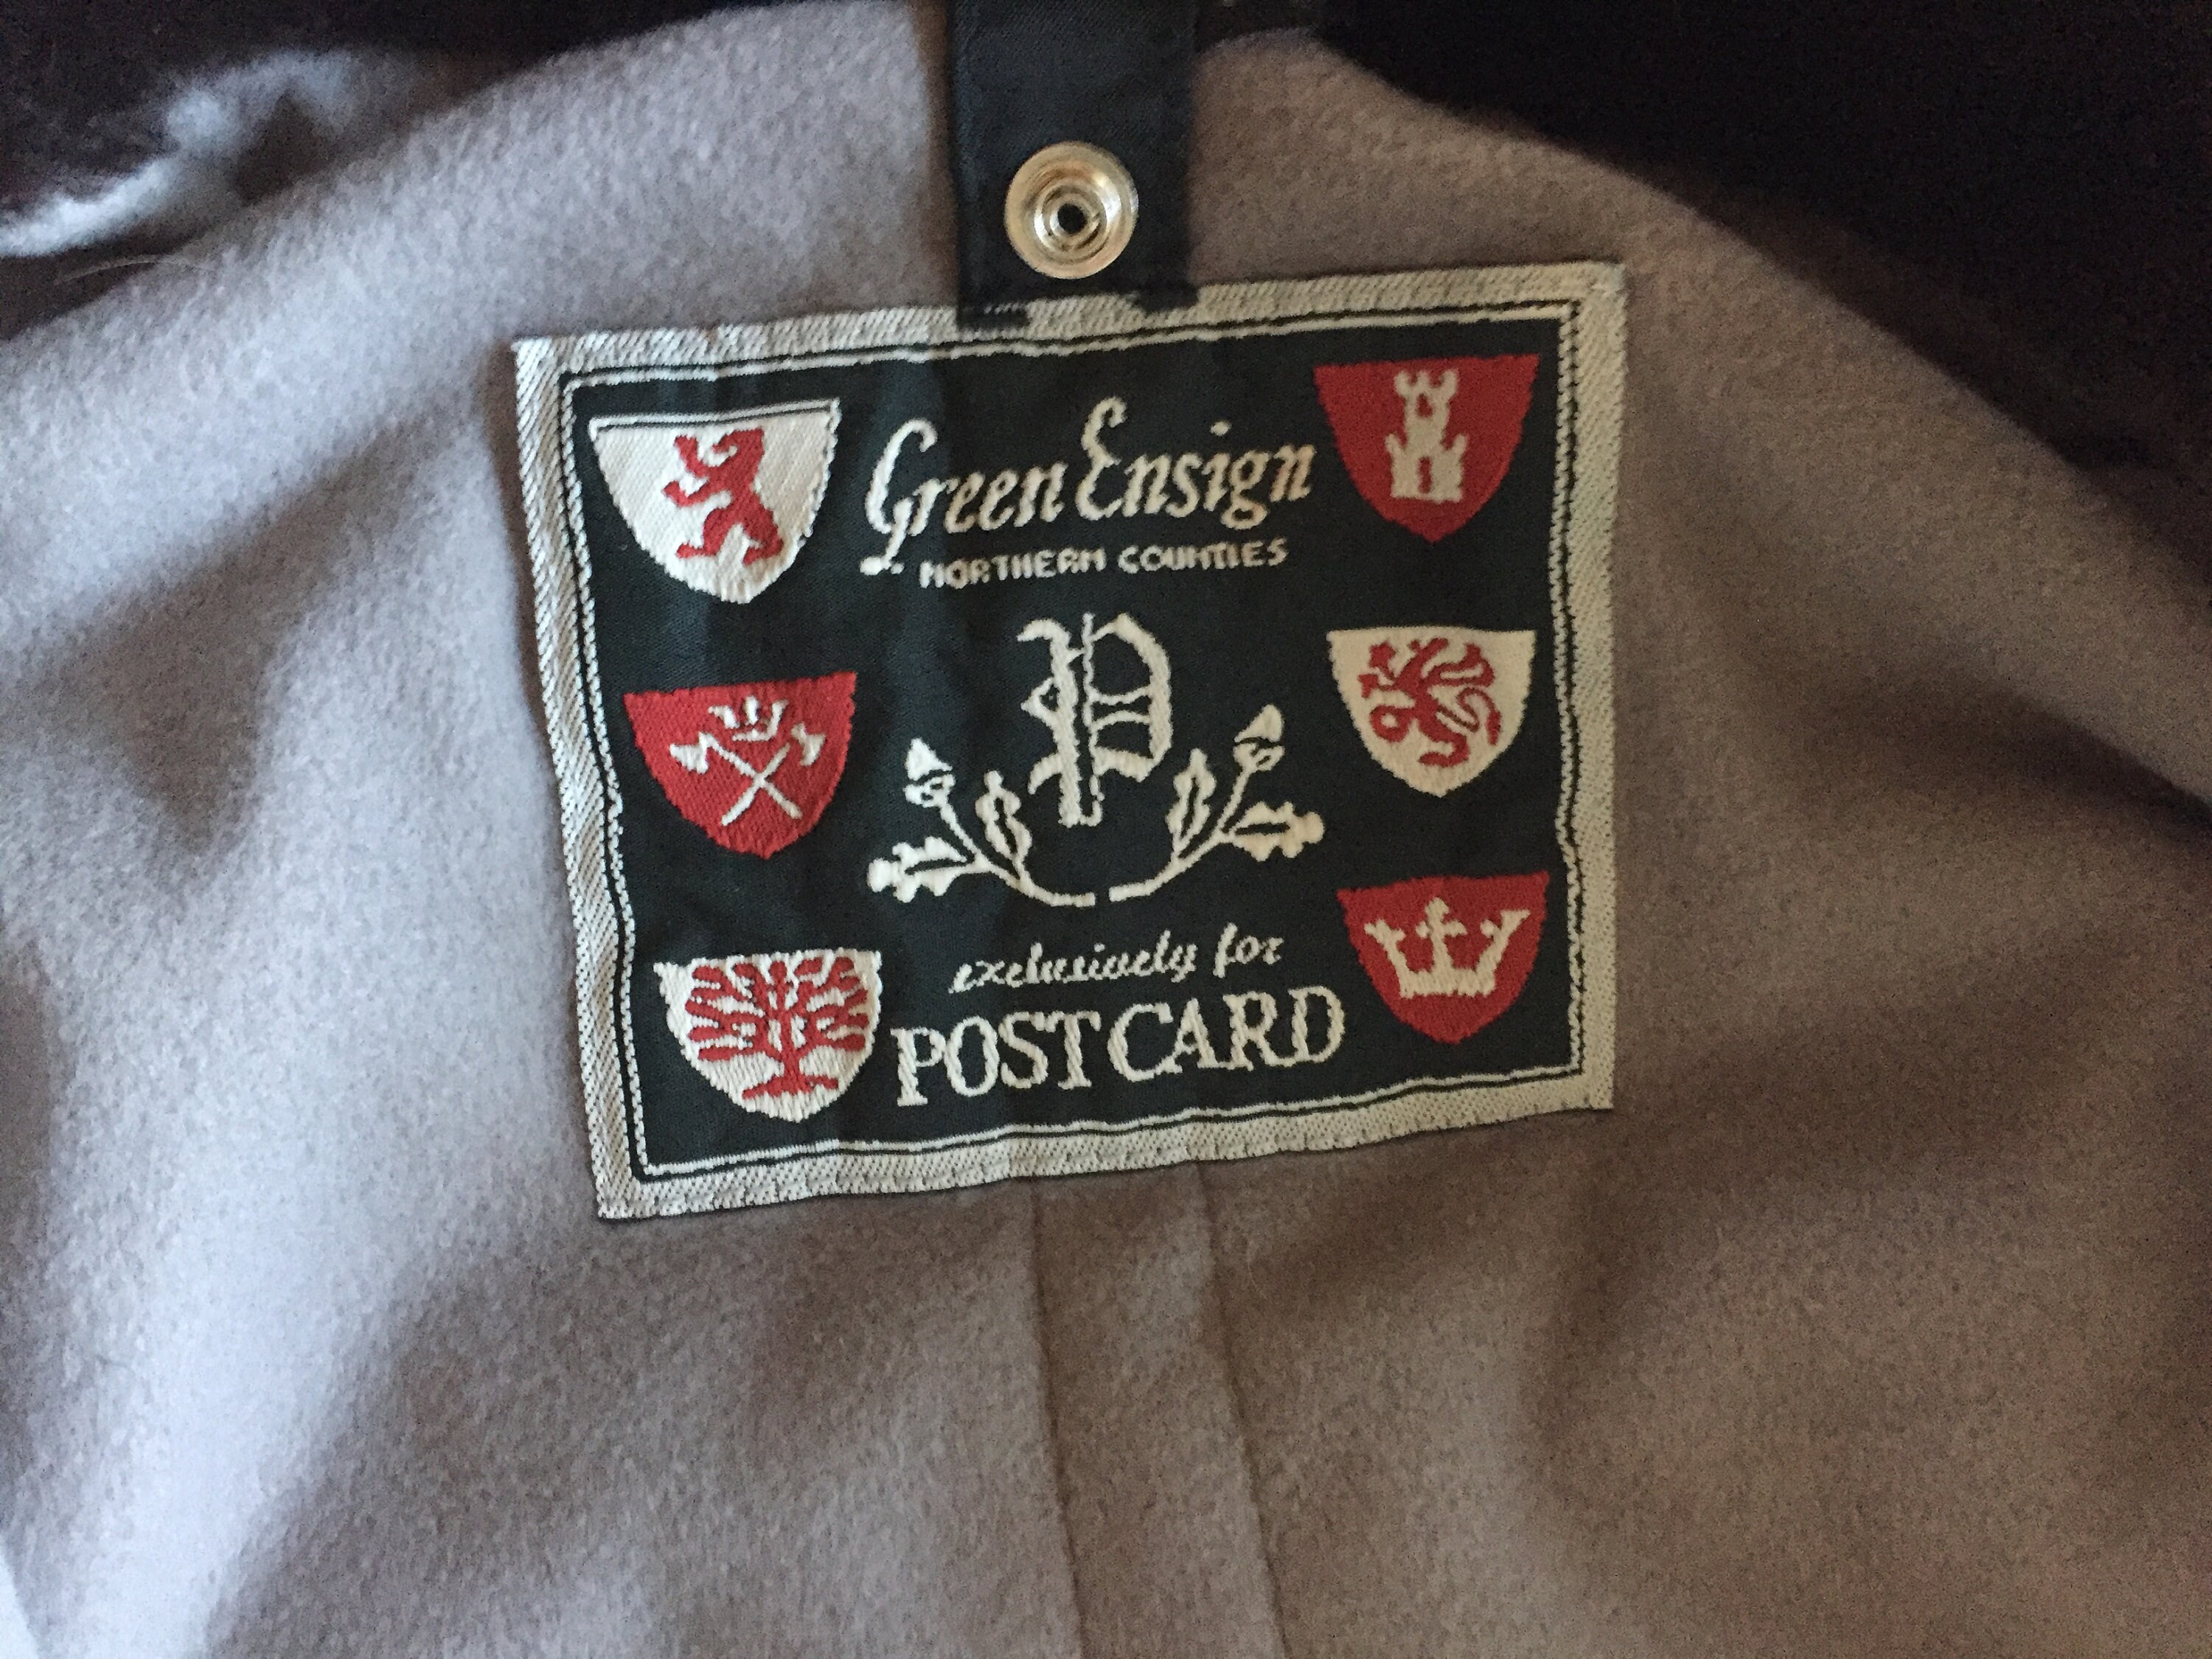 Green Ensign
NORTHERN COUNTIES
P
exclusively for
POSTCARD